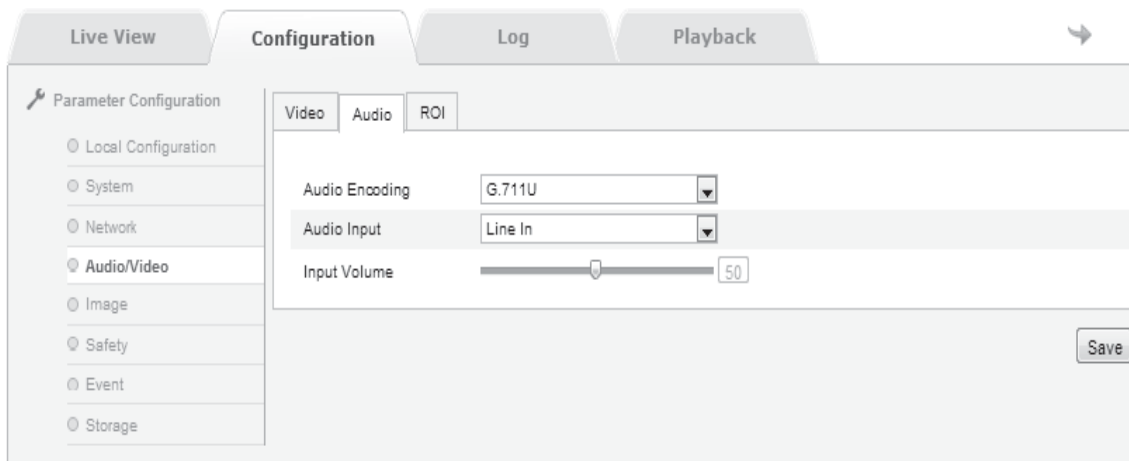 Live View
Configuration
Log
Playback
Parameter Configuration
Local Configuration
System
Network
Audio/Video
Image
Safety
Event
Storage
Video
Audio
ROI
Audio Encoding
G.711U
Audio Input
Line In
Input Volume
50
Save